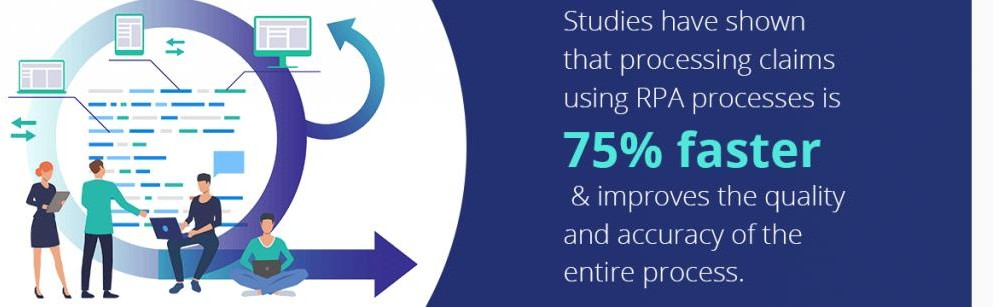 Studies have shown
that processing claims
using RPA processes is
75% faster
& improves the quality
and accuracy of the
entire process.